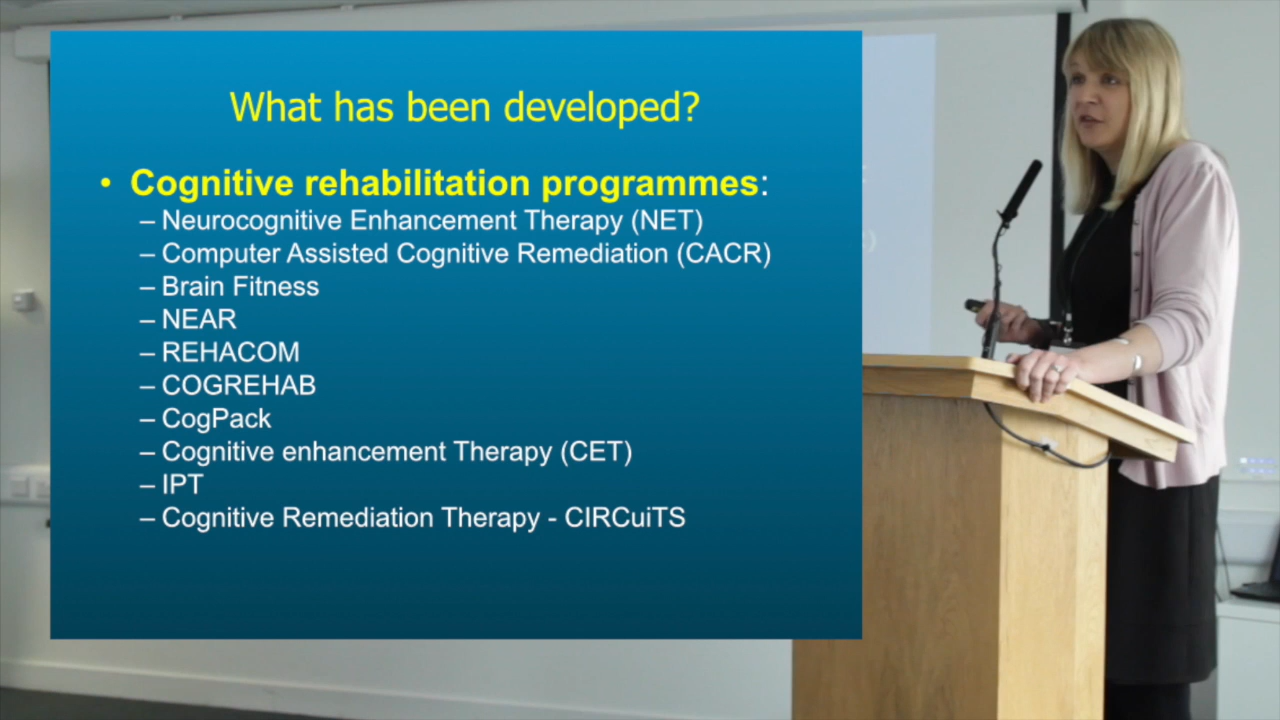 What has been developed?
• Cognitive rehabilitation programmes:
– Neurocognitive Enhancement Therapy (NET)
– Computer Assisted Cognitive Remediation (CACR)
– Brain Fitness
– NEAR
– REHACOM
– COGREHAB
– CogPack
– Cognitive enhancement Therapy (CET)
– IPT
– Cognitive Remediation Therapy - CIRCuiTS